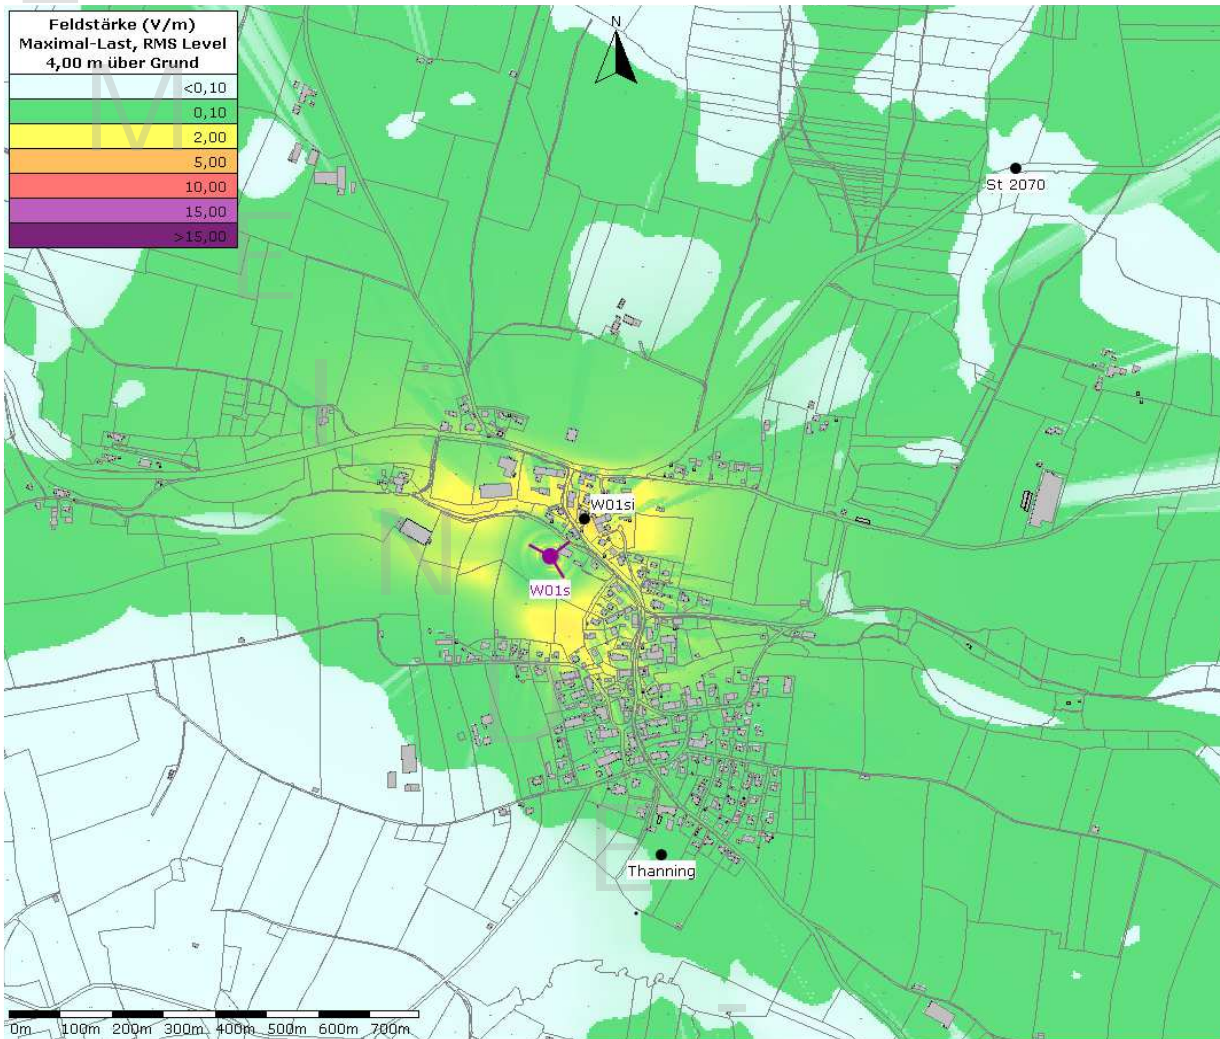 Feldstärke (V/m)
Maximal-Last, RMS Level
4,00 m über Grund
<0,10
0,10
2,00
5,00
10,00
15,00
>15,00
N
St 2070
W01si
W01s
Thanning
0m 100m 200m 300m 400m 500m 600m 700m
M
E
I
N
D
E